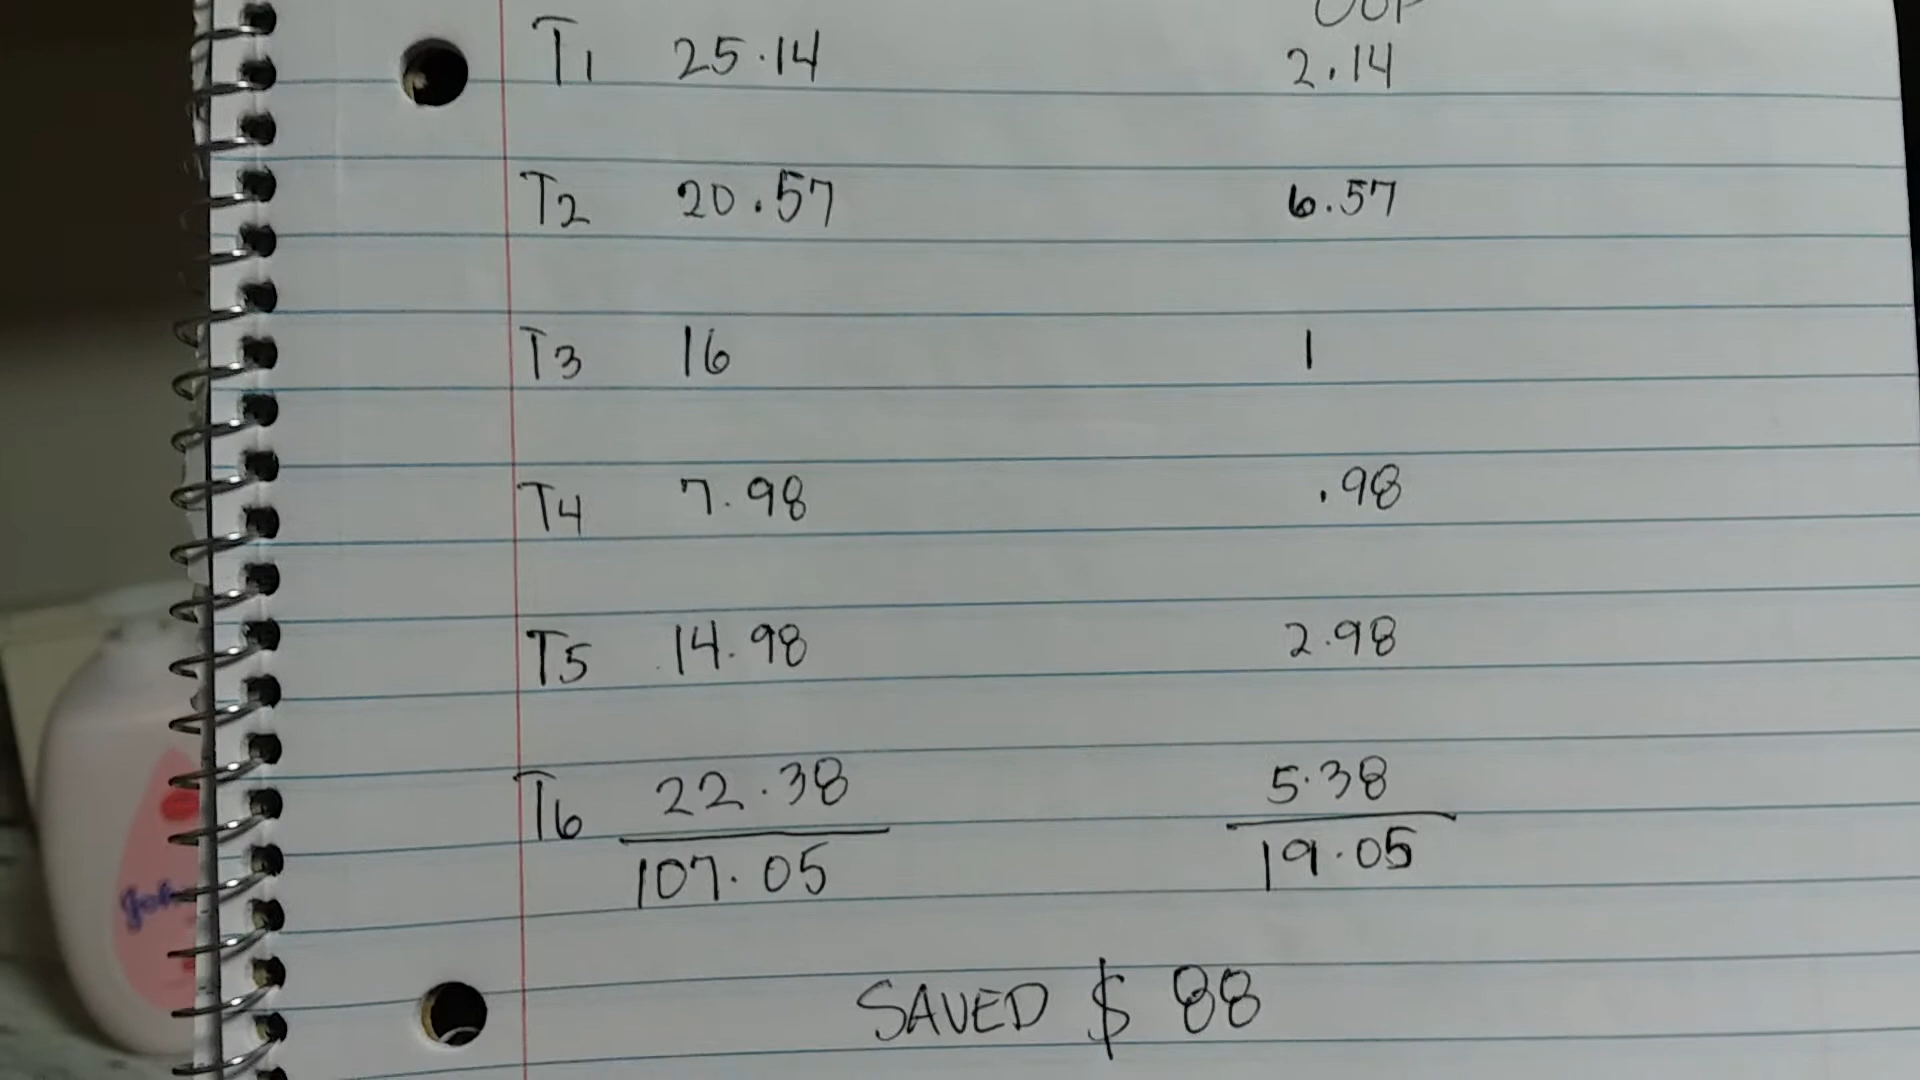 OOP
T1 25.14 2.14
T2 20.57 6.57
T3 16 1
T4 7.98 .98
T5 14.98 2.98
T6 22.38 5.38
107.05 19.05
SAVED $ 88